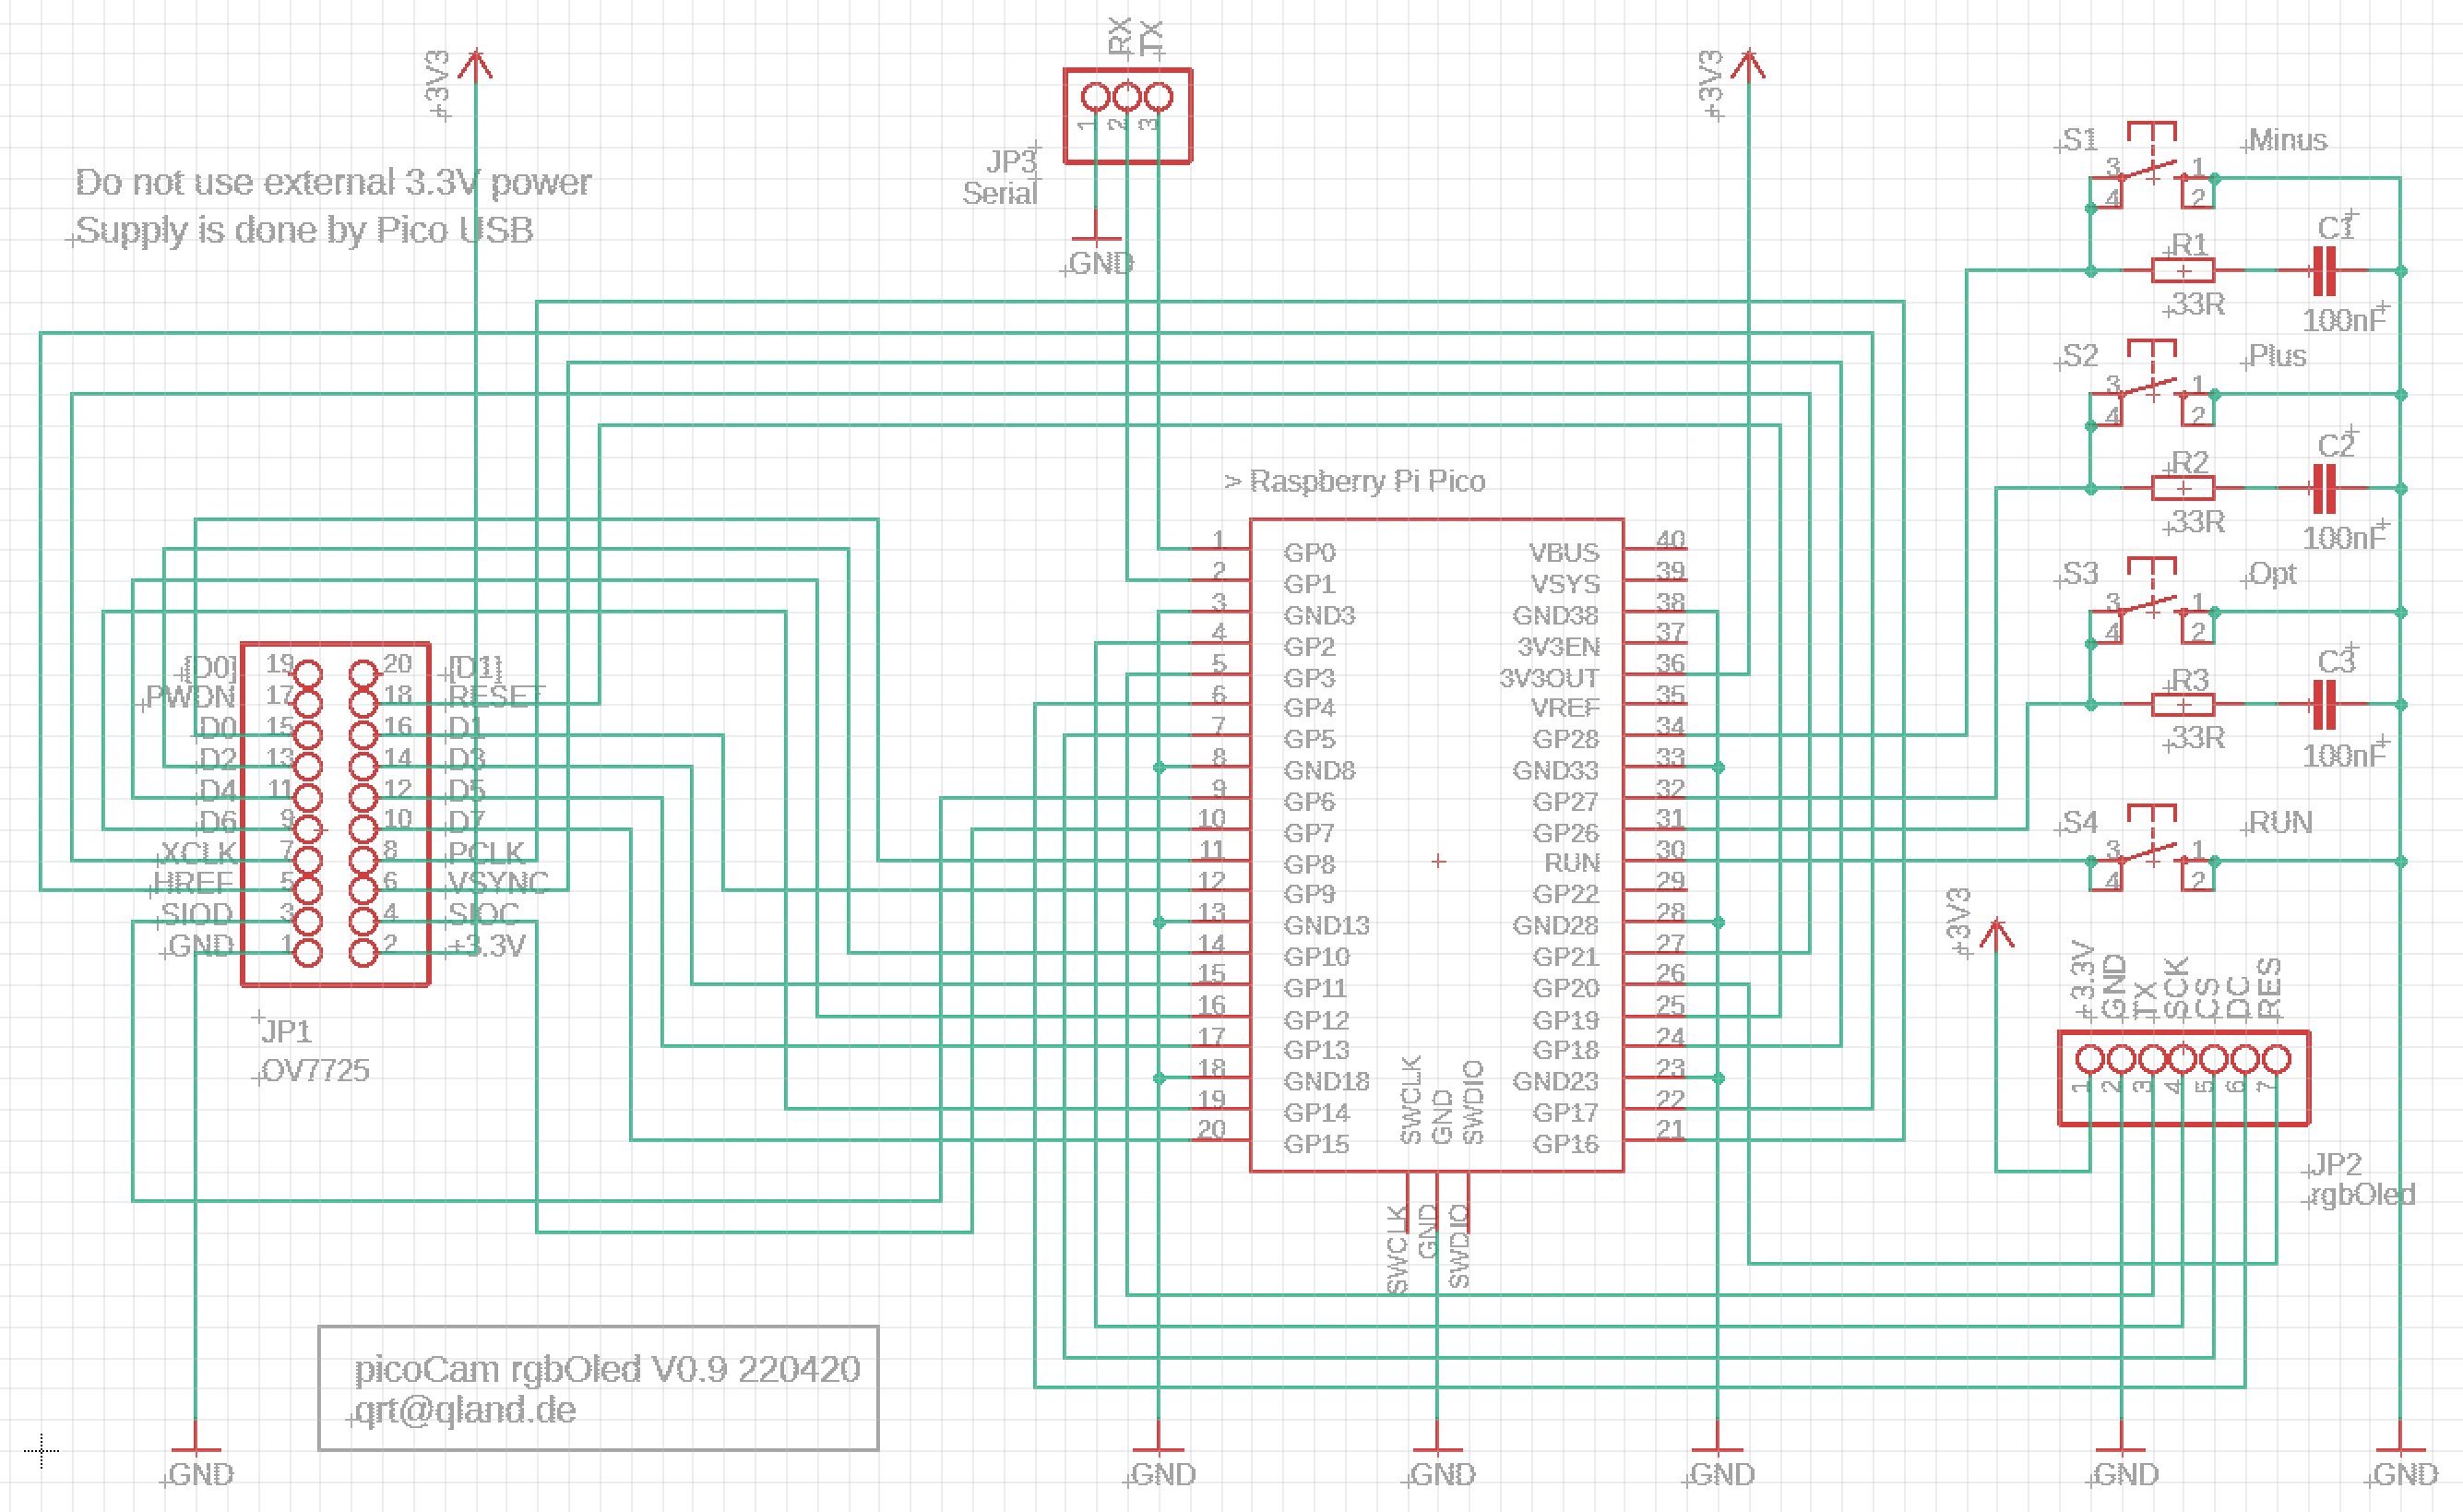 RX
TX
+3V3
+3V3
1
2
3
JP3
Serial
GND
Do not use external 3.3V power
Supply is done by Pico USB
S1
Minus
3
1
4
2
R1
33R
C1
100nF
S2
Plus
3
1
4
2
R2
33R
C2
100nF
S3
Opt
3
1
4
2
R3
33R
C3
100nF
S4
RUN
3
1
4
2
> Raspberry Pi Pico
1 GP0 VBUS 40
2 GP1 VSYS 39
3 GND3 GND38 38
4 GP2 3V3EN 37
5 GP3 3V3OUT 36
6 GP4 VREF 35
7 GP5 GP28 34
8 GND8 GND33 33
9 GP6 GP27 32
10 GP7 GP26 31
11 GP8 RUN 30
12 GP9 GP22 29
13 GND13 GND28 28
14 GP10 GP21 27
15 GP11 GP20 26
16 GP12 GP19 25
17 GP13 GP18 24
18 GND18 GND23 23
19 GP14 GP17 22
20 GP15 GP16 21
SWCLK
GND
SWDIO
SWCLK
GND
SWDIO
[D0] 19 20 [D1]
PWDN 17 18 RESET
D0 15 16 D1
D2 13 14 D3
D4 11 12 D5
D6 9 10 D7
XCLK 7 8 PCLK
HREF 5 6 VSYNC
SIOD 3 4 SIOC
GND 1 2 +3.3V
JP1
OV7725
+3V3
+3.3V
GND
TX
SCK
CS
DC
RES
1
2
3
4
5
6
7
JP2
rgbOled
picoCam rgbOled V0.9 220420
qrt@qland.de
GND
GND
GND
GND
GND
GND